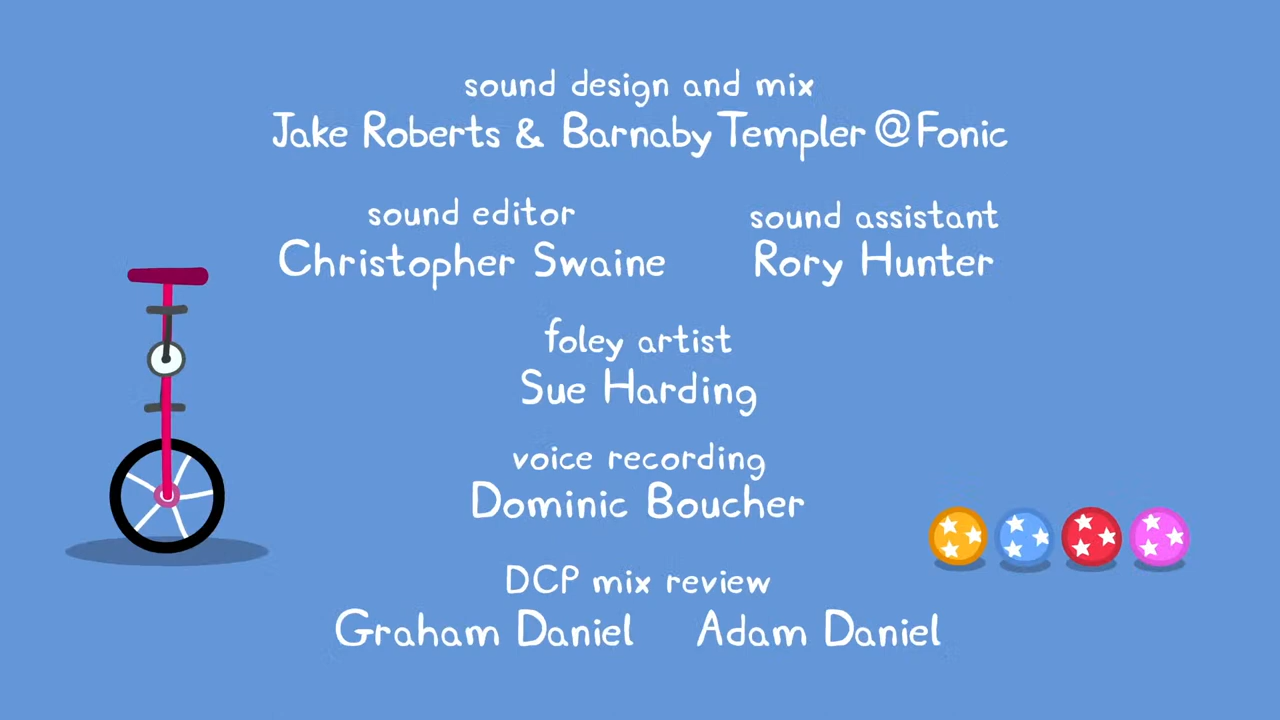 sound design and mix
Jake Roberts & Barnaby Templer @ Fonic
sound editor
Christopher Swaine
sound assistant
Rory Hunter
foley artist
Sue Harding
voice recording
Dominic Boucher
DCP mix review
Graham Daniel Adam Daniel